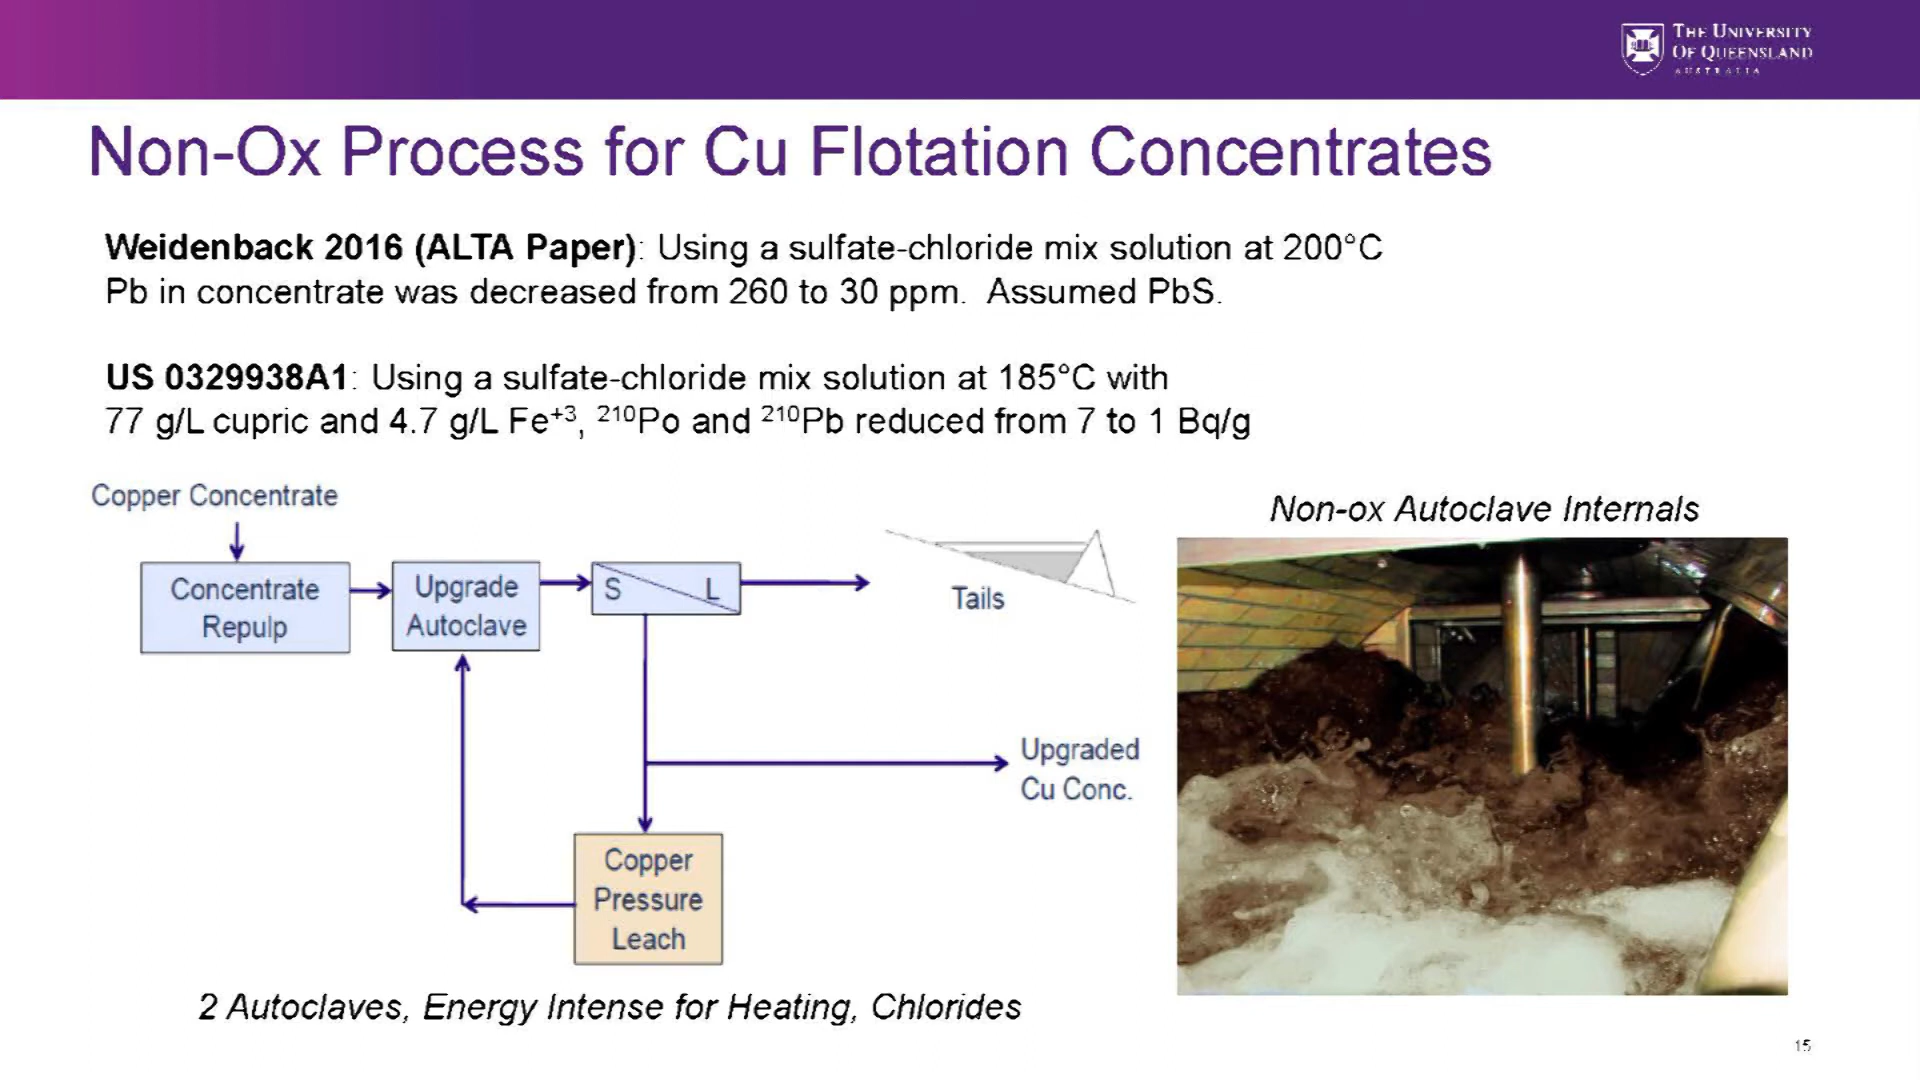 THE UNIVERSITY
OF QUEENSLAND
AUSTRALIA
Non-Ox Process for Cu Flotation Concentrates
Weidenback 2016 (ALTA Paper): Using a sulfate-chloride mix solution at 200°C
Pb in concentrate was decreased from 260 to 30 ppm. Assumed PbS.
US 0329938A1: Using a sulfate-chloride mix solution at 185°C with
77 g/L cupric and 4.7 g/L Fe⁺³, ²¹⁰Po and ²¹⁰Pb reduced from 7 to 1 Bq/g
Copper Concentrate
Concentrate
Repulp
Upgrade
Autoclave
S L
Tails
Upgraded
Cu Conc.
Copper
Pressure
Leach
2 Autoclaves, Energy Intense for Heating, Chlorides
Non-ox Autoclave Internals
15